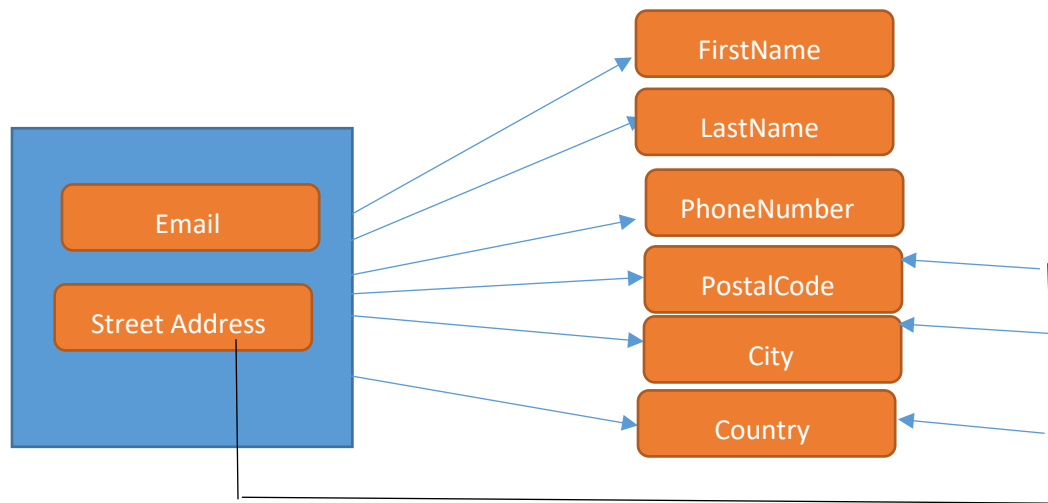 FirstName
LastName
Email
PhoneNumber
Street Address
PostalCode
City
Country